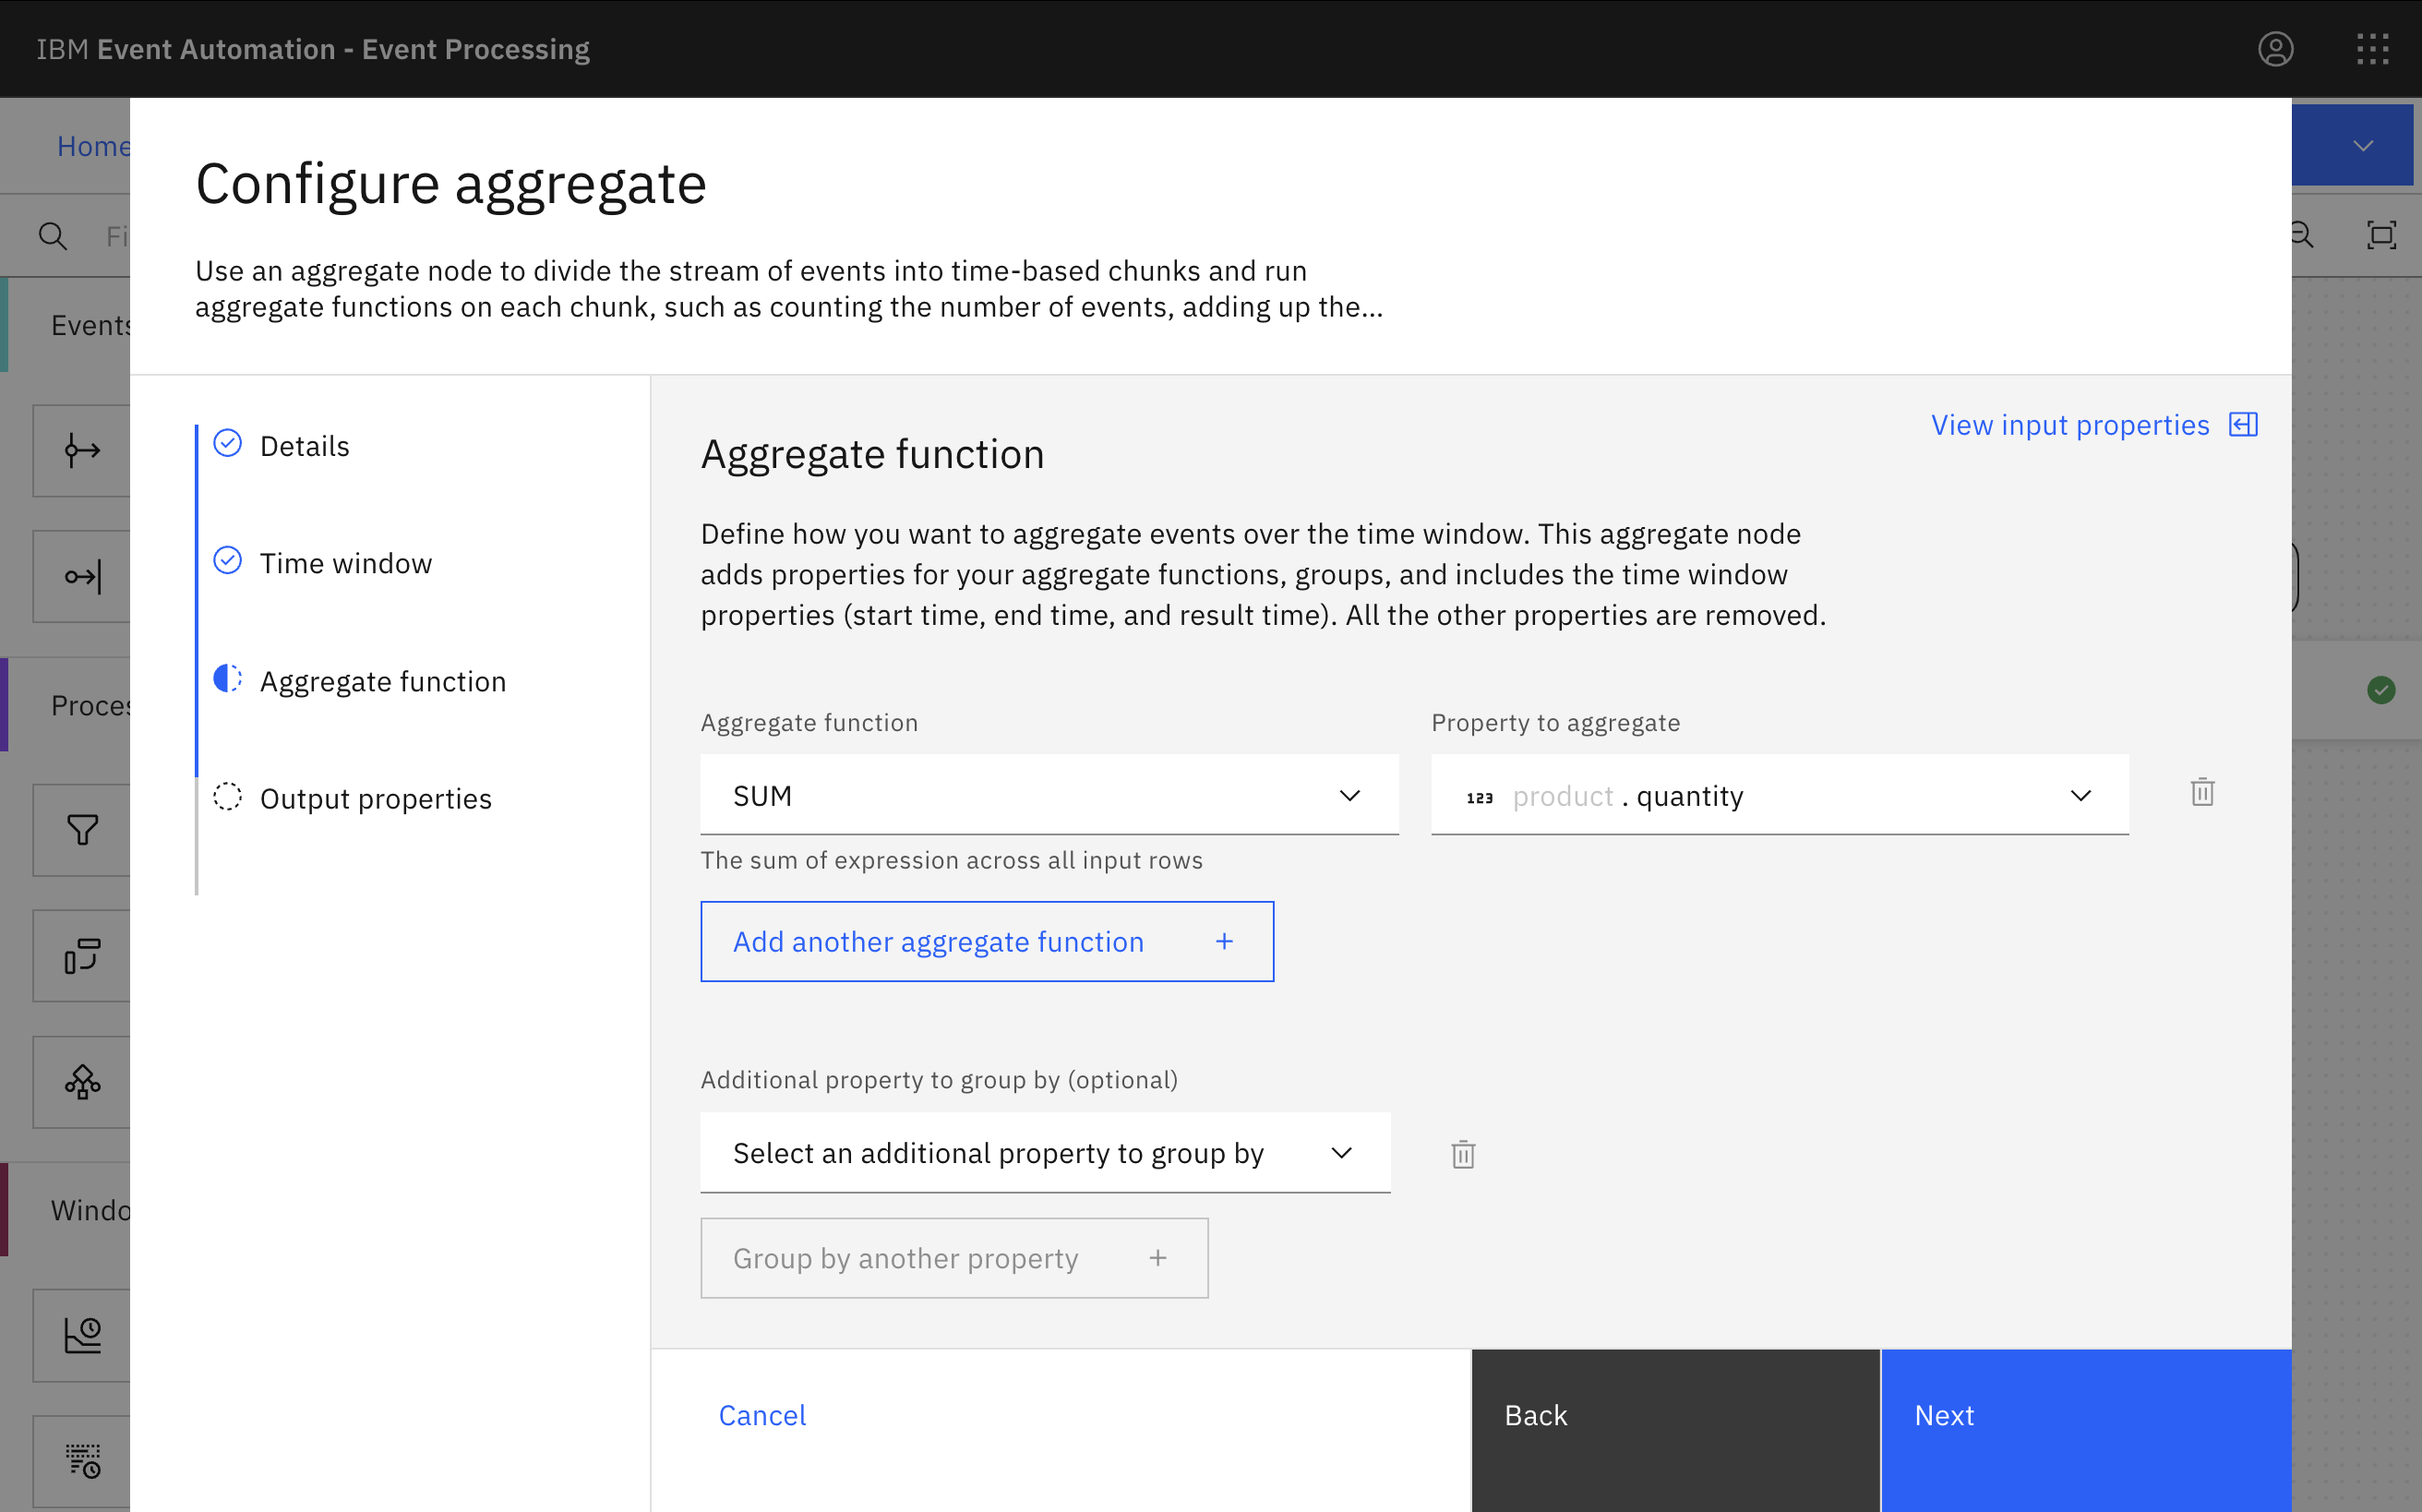 IBM Event Automation - Event Processing
Home
Configure aggregate
Use an aggregate node to divide the stream of events into time-based chunks and run
aggregate functions on each chunk, such as counting the number of events, adding up the...
Fi
Events
Proces
Windo
Details
Time window
Aggregate function
Output properties
View input properties
Aggregate function
Define how you want to aggregate events over the time window. This aggregate node
adds properties for your aggregate functions, groups, and includes the time window
properties (start time, end time, and result time). All the other properties are removed.
Aggregate function
Property to aggregate
SUM
123 product . quantity
The sum of expression across all input rows
Add another aggregate function +
Additional property to group by (optional)
Select an additional property to group by
Group by another property +
Cancel
Back
Next